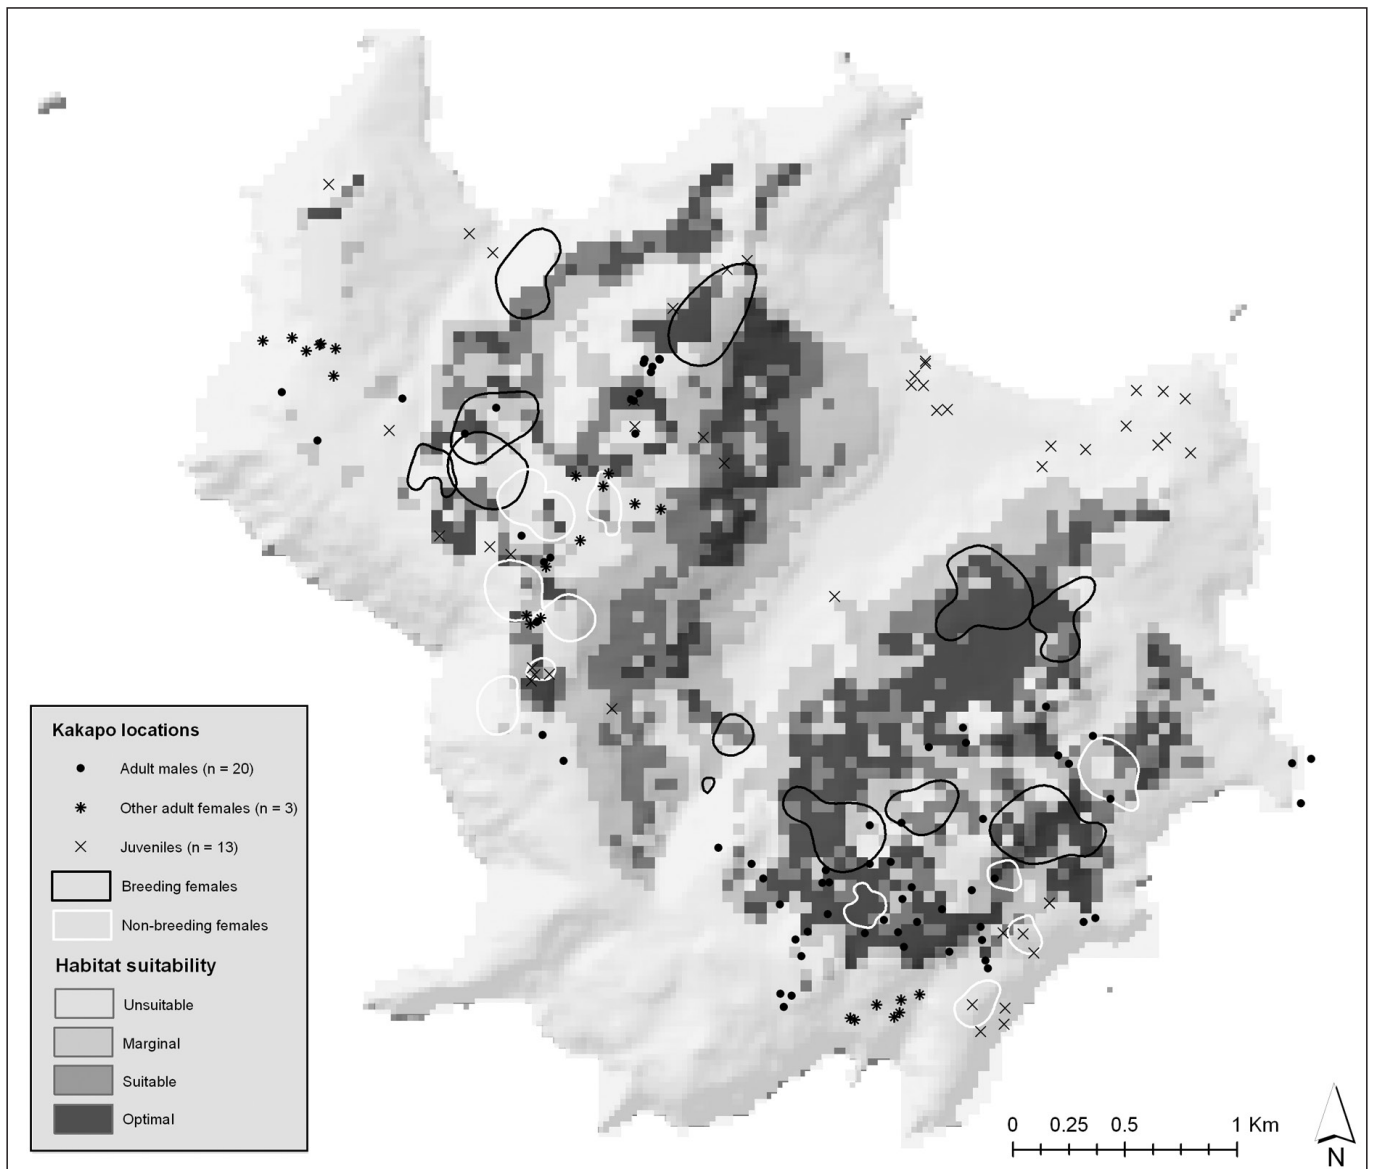 Kakapo locations
Adult males (n = 20)
Other adult females (n = 3)
Juveniles (n = 13)
Breeding females
Non-breeding females
Habitat suitability
Unsuitable
Marginal
Suitable
Optimal
0 0.25 0.5 1 Km
N